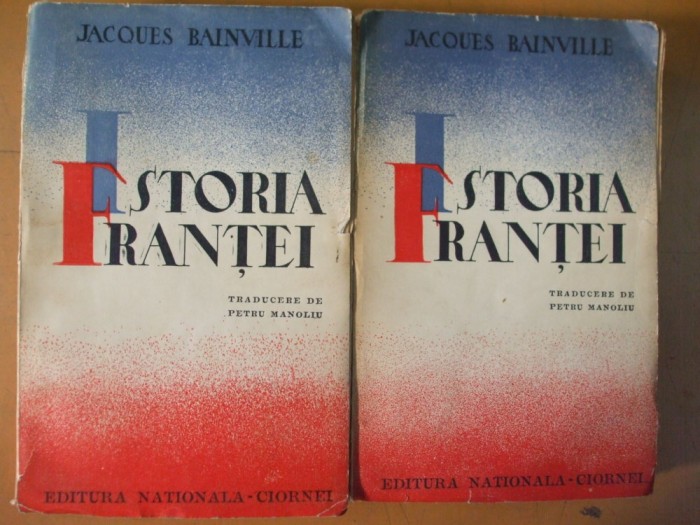 JACQUES BAINVILLE
ISTORIA
FRANȚEI
TRADUCERE DE
PETRU MANOLIU
EDITURA NATIONALA-CIORNEI
JACQUES BAINVILLE
ISTORIA
FRANȚEI
TRADUCERE DE
PETRU MANOLIU
EDITURA NATIONALA-CIORNEI